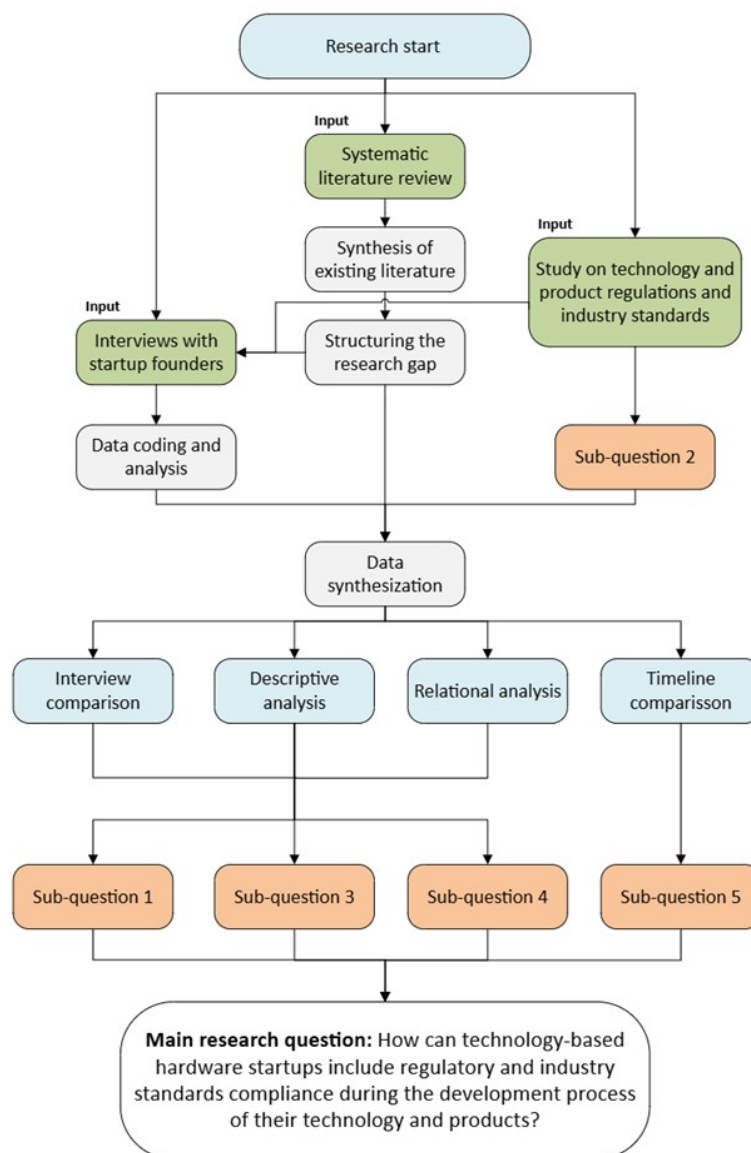 Research start
Input
Systematic
literature review
Synthesis of
existing literature
Input
Study on technology and
product regulations and
industry standards
Input
Interviews with
startup founders
Structuring the
research gap
Data coding and
analysis
Sub-question 2
Data
synthesization
Interview
comparison
Descriptive
analysis
Relational analysis
Timeline
comparisson
Sub-question 1
Sub-question 3
Sub-question 4
Sub-question 5
Main research question: How can technology-based
hardware startups include regulatory and industry
standards compliance during the development process
of their technology and products?